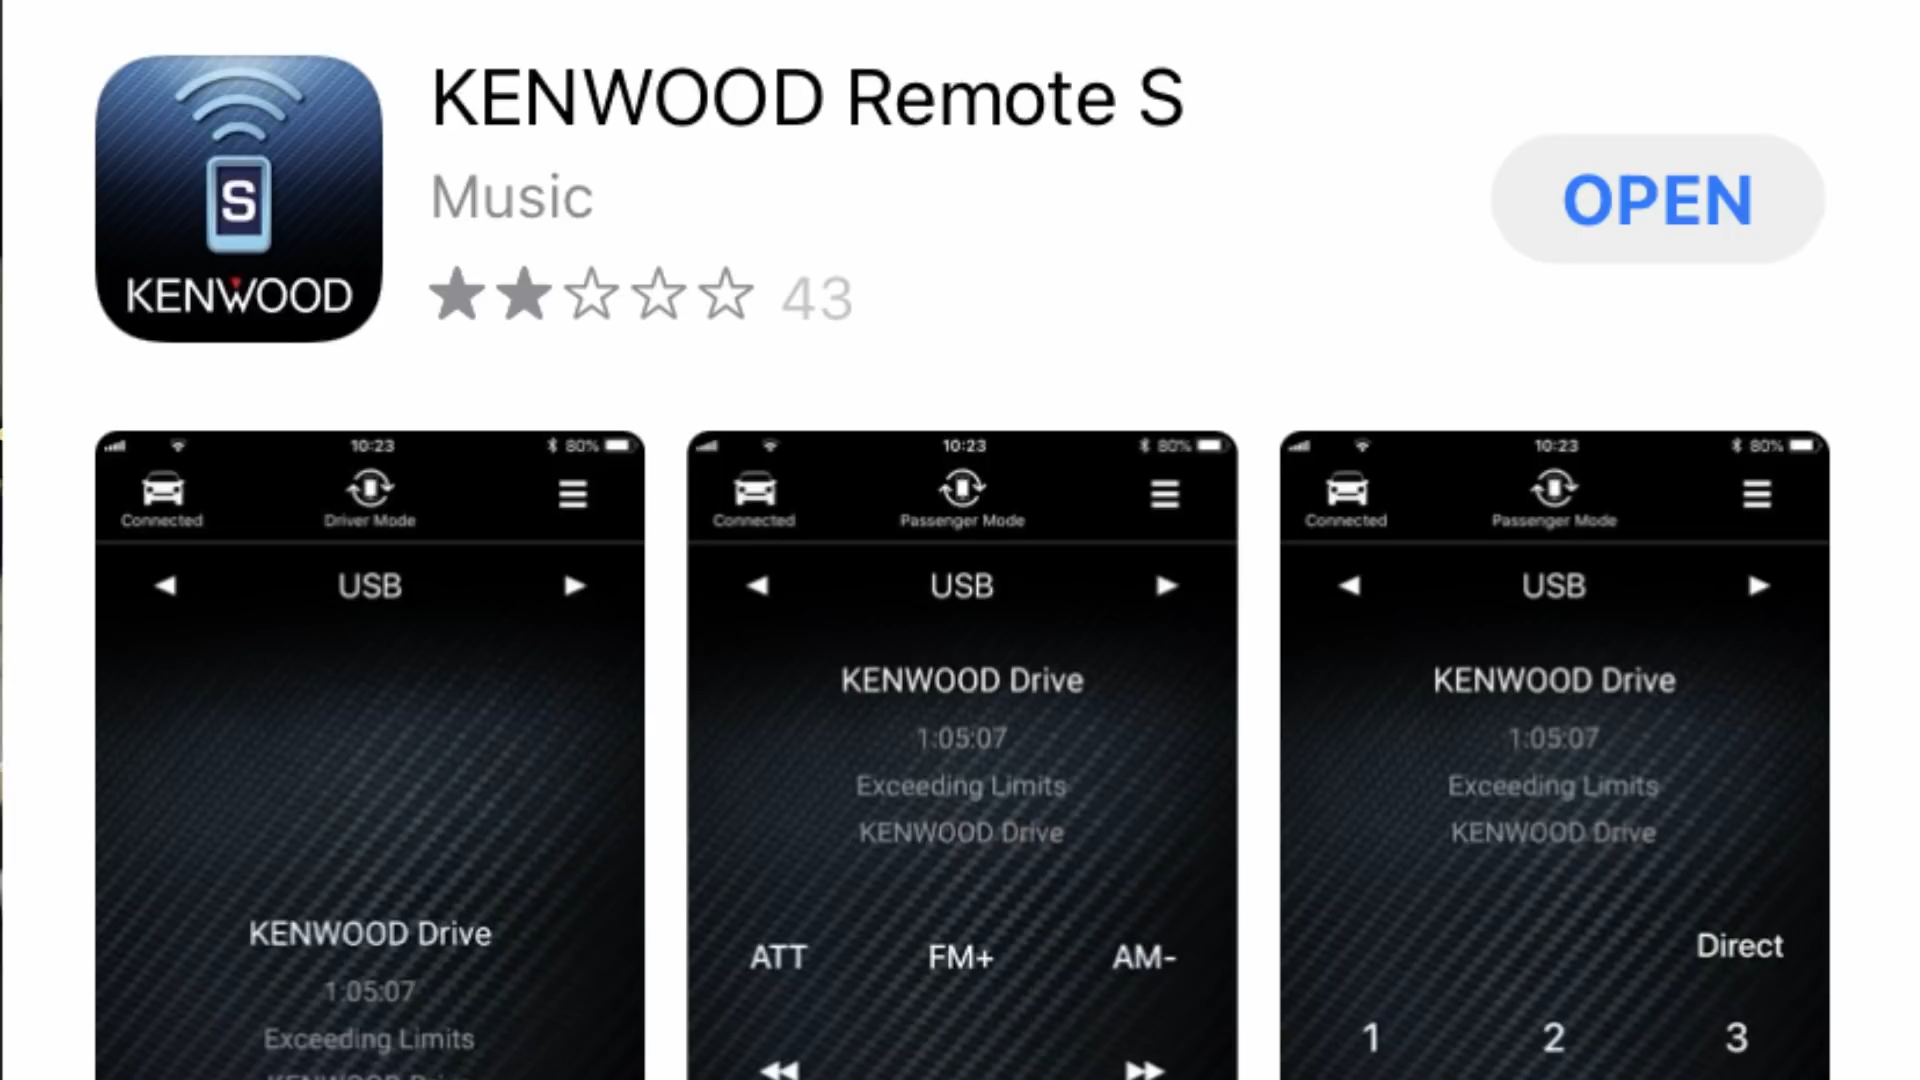 KENWOOD Remote S
Music
43
OPEN
S
KENWOOD
10:23
80%
Connected
Driver Mode
USB
KENWOOD Drive
1:05:07
Exceeding Limits
10:23
80%
Connected
Passenger Mode
USB
KENWOOD Drive
1:05:07
Exceeding Limits
KENWOOD Drive
ATT FM+ AM-
10:23
80%
Connected
Passenger Mode
USB
KENWOOD Drive
1:05:07
Exceeding Limits
KENWOOD Drive
Direct
1 2 3